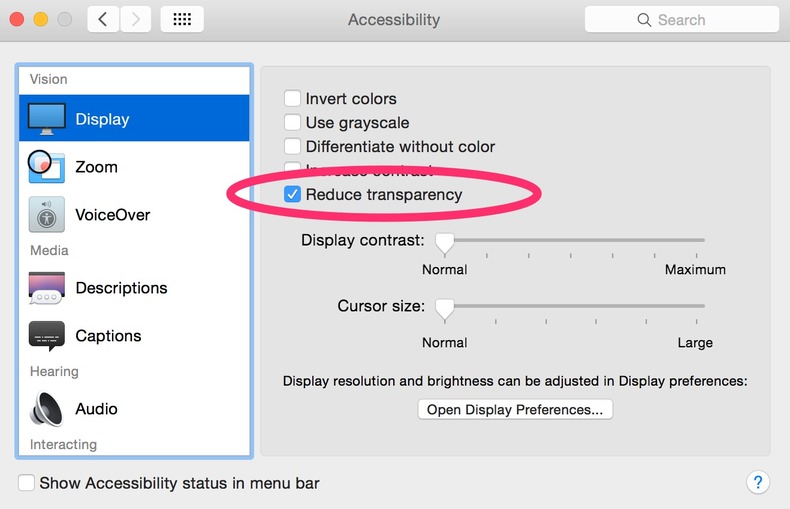 Accessibility
Search
Vision
Display
Zoom
VoiceOver
Media
Descriptions
Captions
Hearing
Audio
Interacting
Invert colors
Use grayscale
Differentiate without color
Increase contrast
Reduce transparency
Display contrast:
Normal Maximum
Cursor size:
Normal Large
Display resolution and brightness can be adjusted in Display preferences:
Open Display Preferences...
Show Accessibility status in menu bar
?